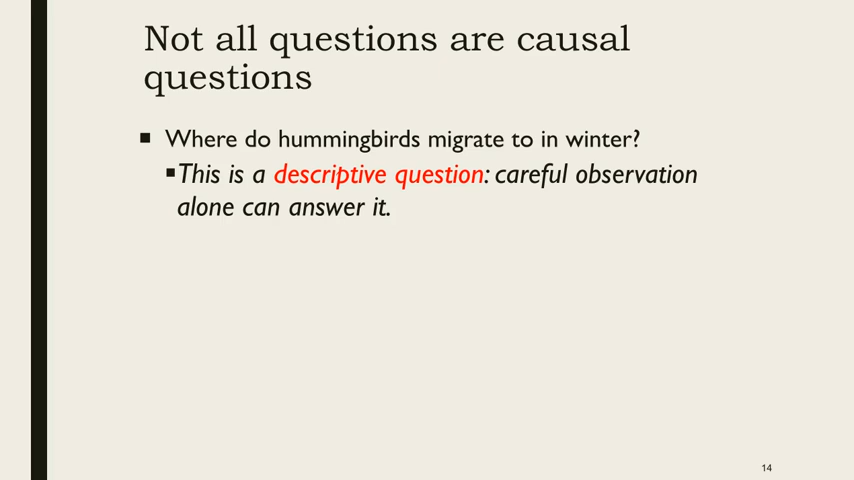 Not all questions are causal
questions
■ Where do hummingbirds migrate to in winter?
▪This is a descriptive question: careful observation
alone can answer it.
14